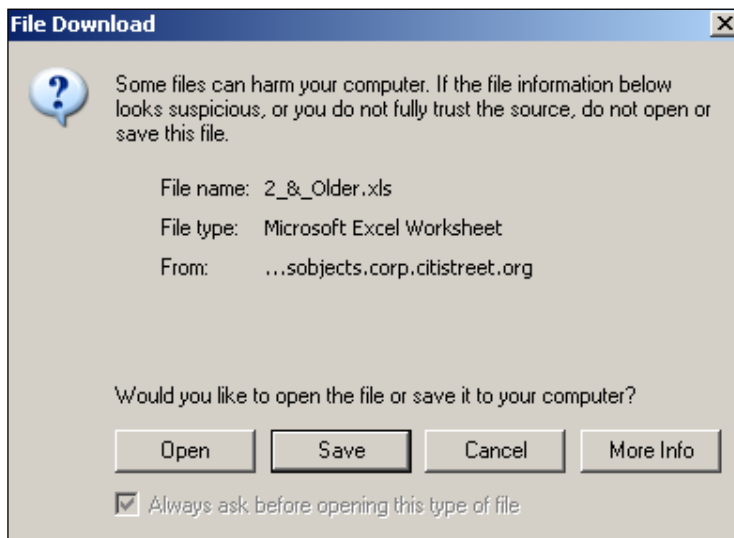 File Download
Some files can harm your computer. If the file information below
looks suspicious, or you do not fully trust the source, do not open or
save this file.
File name: 2_&_Older.xls
File type: Microsoft Excel Worksheet
From: ...sobjects.corp.citistreet.org
Would you like to open the file or save it to your computer?
Open Save Cancel More Info
Always ask before opening this type of file